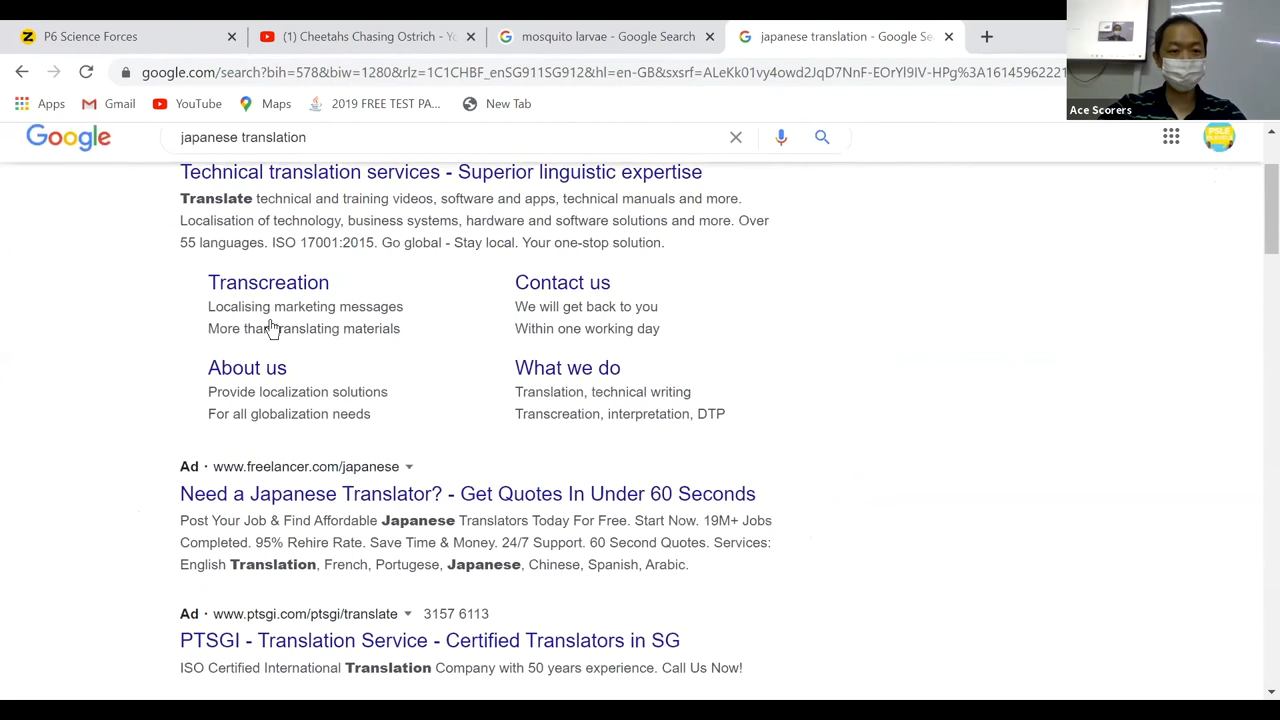 P6 Science Forces
(1) Cheetahs Chasing Ostrich - Yo
mosquito larvae - Google Search
japanese translation - Google Sea
google.com/search?bih=578&biw=1280&rlz=1C1CHBF_enSG911SG912&hl=en-GB&sxsrf=ALeKk01vy4owd2JqD7NnF-EOrYl9lV-HPg%3A16145962221
Apps
Gmail
YouTube
Maps
2019 FREE TEST PA...
New Tab
Ace Scorers
Google
japanese translation
Technical translation services - Superior linguistic expertise
Translate technical and training videos, software and apps, technical manuals and more.
Localisation of technology, business systems, hardware and software solutions and more. Over
55 languages. ISO 17001:2015. Go global - Stay local. Your one-stop solution.
Transcreation
Localising marketing messages
More than translating materials
Contact us
We will get back to you
Within one working day
About us
Provide localization solutions
For all globalization needs
What we do
Translation, technical writing
Transcreation, interpretation, DTP
Ad · www.freelancer.com/japanese
Need a Japanese Translator? - Get Quotes In Under 60 Seconds
Post Your Job & Find Affordable Japanese Translators Today For Free. Start Now. 19M+ Jobs
Completed. 95% Rehire Rate. Save Time & Money. 24/7 Support. 60 Second Quotes. Services:
English Translation, French, Portugese, Japanese, Chinese, Spanish, Arabic.
Ad · www.ptsgi.com/ptsgi/translate 3157 6113
PTSGI - Translation Service - Certified Translators in SG
ISO Certified International Translation Company with 50 years experience. Call Us Now!